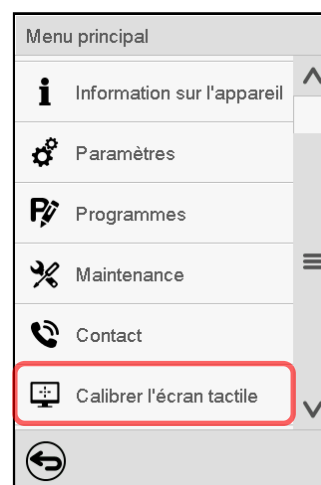 Menu principal
Information sur l'appareil
Paramètres
Programmes
Maintenance
Contact
Calibrer l'écran tactile